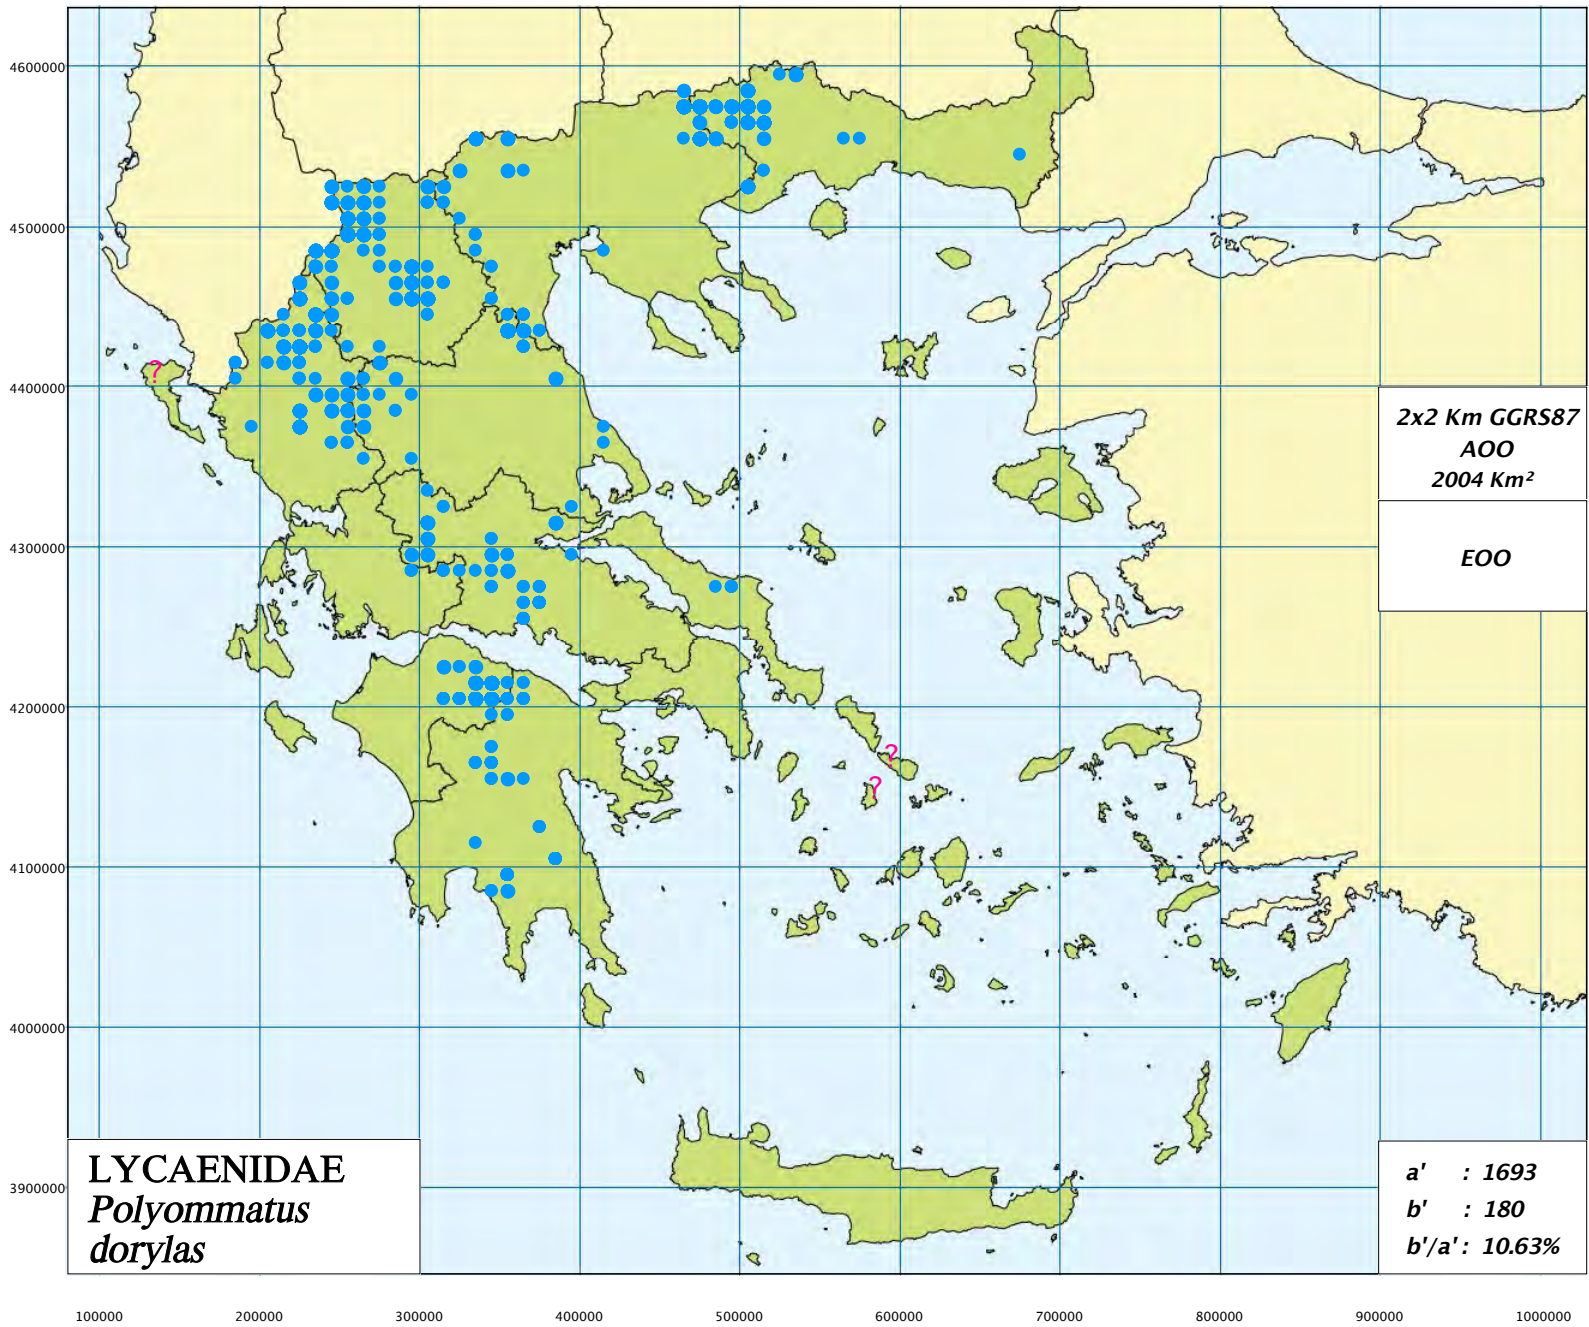 4600000
4500000
4400000
4300000
4200000
4100000
4000000
3900000
?
?
?
2x2 Km GGRS87
AOO
2004 Km²
EOO
LYCAENIDAE
Polyommatus
dorylas
a' : 1693
b' : 180
b'/a' : 10.63%
100000 200000 300000 400000 500000 600000 700000 800000 900000 1000000